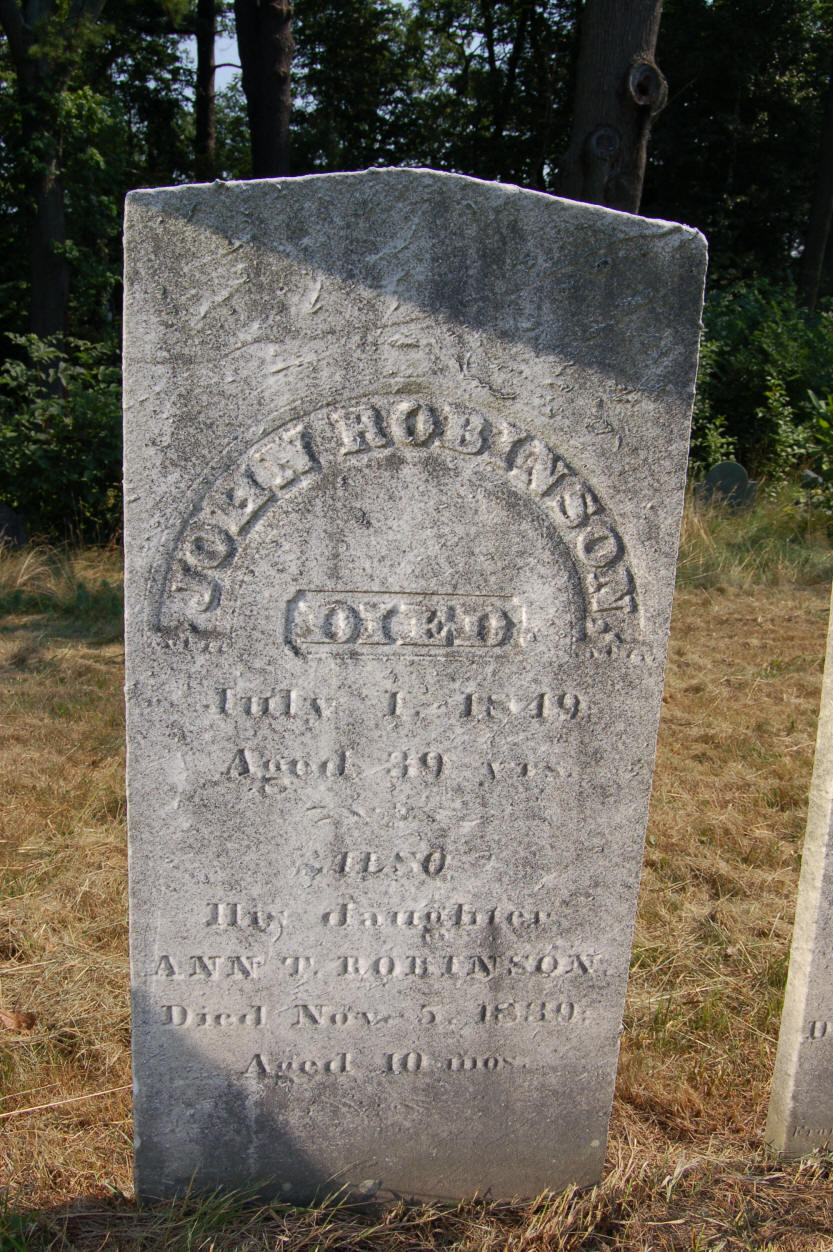 JOHN ROBINSON
DIED
July 1, 1849.
Aged 39 yrs.
ALSO
His daughter
ANN T. ROBINSON
Died Nov. 5, 1839.
Aged 10 mos.